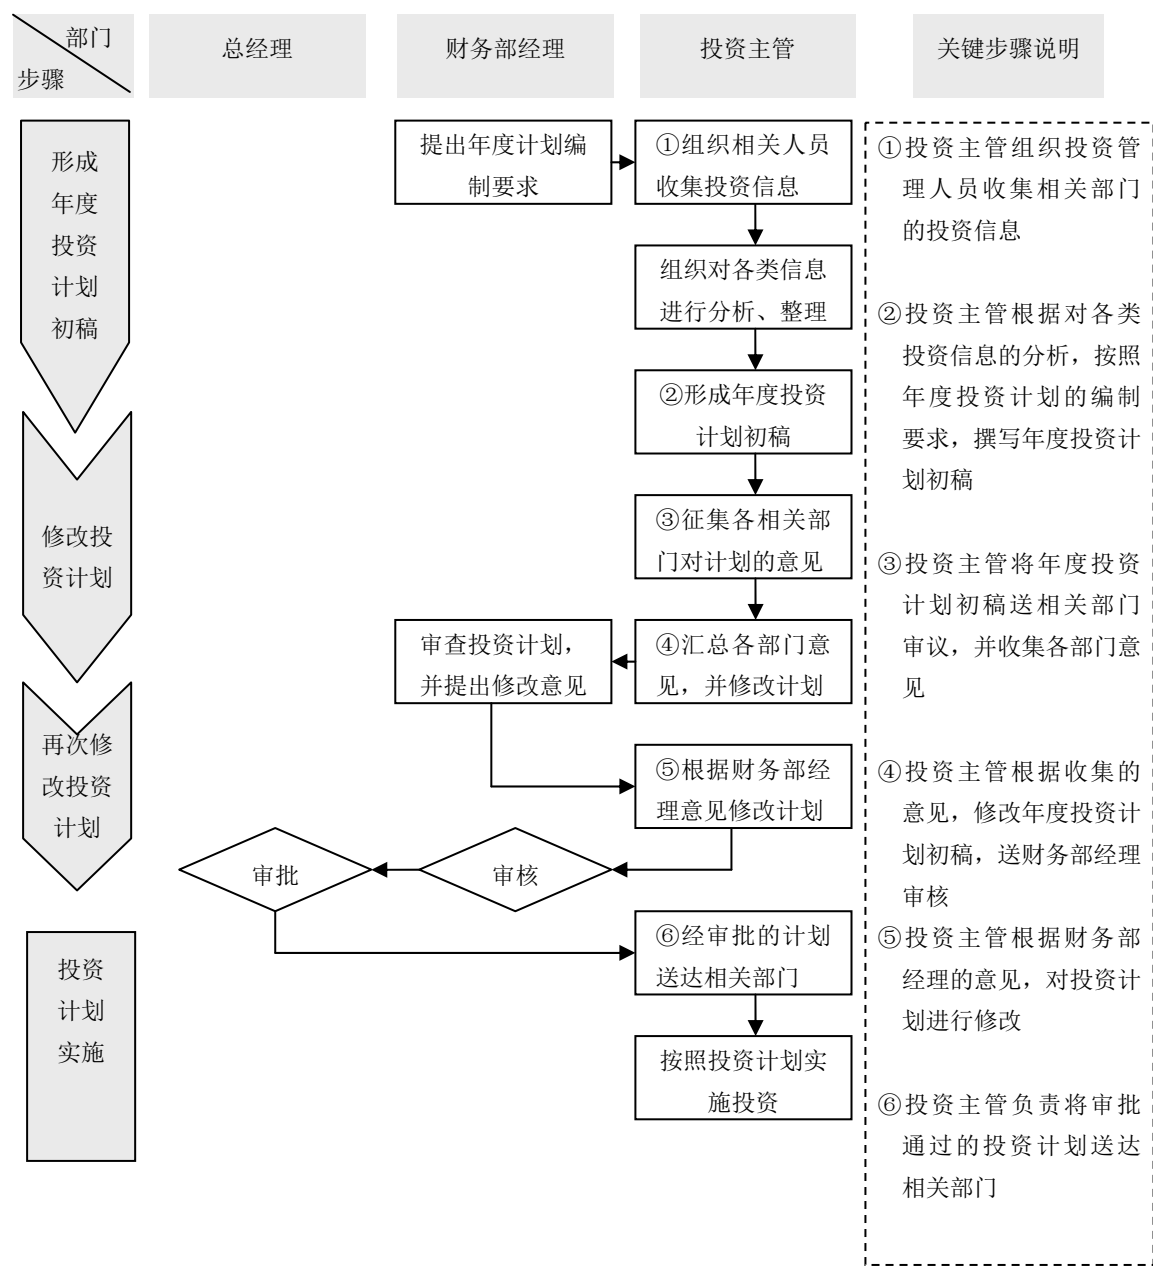 部门
步骤
总经理
财务部经理
投资主管
关键步骤说明
形成
年度
投资
计划
初稿
修改投
资计划
再次修
改投资
计划
投资
计划
实施
提出年度计划编
制要求
①组织相关人员
收集投资信息
组织对各类信息
进行分析、整理
②形成年度投资
计划初稿
③征集各相关部
门对计划的意见
审查投资计划，
并提出修改意见
④汇总各部门意
见，并修改计划
⑤根据财务部经
理意见修改计划
审批
审核
⑥经审批的计划
送达相关部门
按照投资计划实
施投资
①投资主管组织投资管
理人员收集相关部门
的投资信息
②投资主管根据对各类
投资信息的分析，按照
年度投资计划的编制
要求，撰写年度投资计
划初稿
③投资主管将年度投资
计划初稿送相关部门
审议，并收集各部门意
见
④投资主管根据收集的
意见，修改年度投资计
划初稿，送财务部经理
审核
⑤投资主管根据财务部
经理的意见，对投资计
划进行修改
⑥投资主管负责将审批
通过的投资计划送达
相关部门